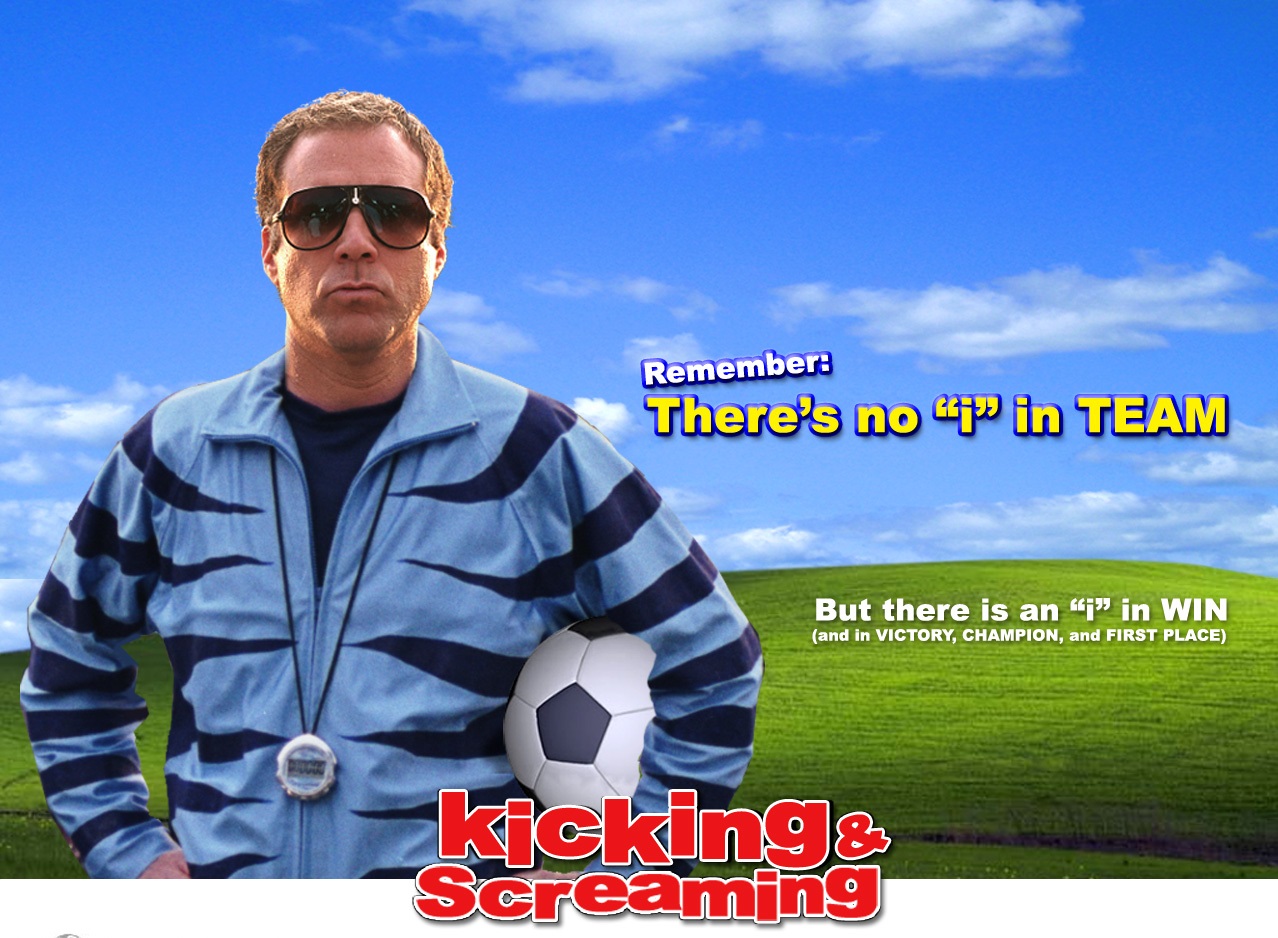 Remember:
There's no “i” in TEAM
But there is an “i” in WIN
(and in VICTORY, CHAMPION, and FIRST PLACE)
kicking &
Screaming